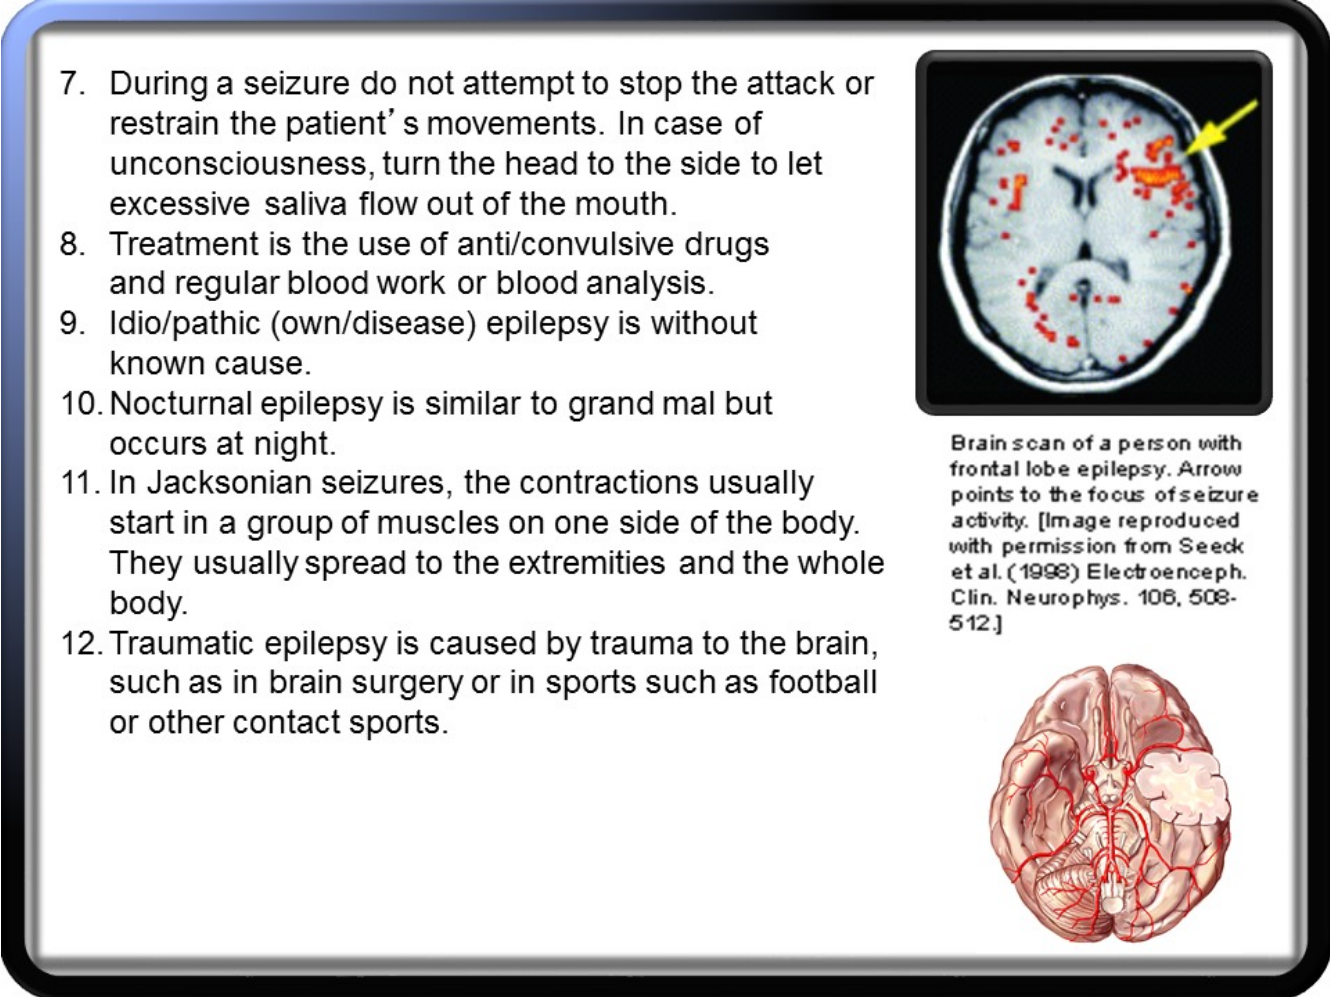 7. During a seizure do not attempt to stop the attack or
restrain the patient’ s movements. In case of
unconsciousness, turn the head to the side to let
excessive saliva flow out of the mouth.
8. Treatment is the use of anti/convulsive drugs
and regular blood work or blood analysis.
9. Idio/pathic (own/disease) epilepsy is without
known cause.
10. Nocturnal epilepsy is similar to grand mal but
occurs at night.
11. In Jacksonian seizures, the contractions usually
start in a group of muscles on one side of the body.
They usually spread to the extremities and the whole
body.
12. Traumatic epilepsy is caused by trauma to the brain,
such as in brain surgery or in sports such as football
or other contact sports.
Brain scan of a person with
frontal lobe epilepsy. Arrow
points to the focus of seizure
activity. [Image reproduced
with permission from Seeck
et al. (1998) Electroenceph.
Clin. Neurophys. 106, 508-
512.]